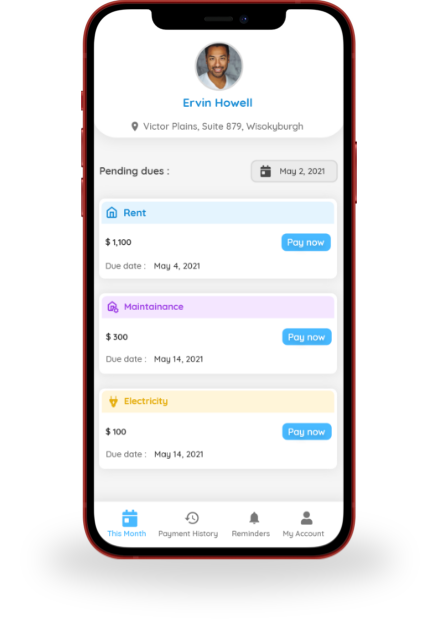 Ervin Howell
Victor Plains, Suite 879, Wisokyburgh
Pending dues :
May 2, 2021
Rent
$ 1,100
Pay now
Due date : May 4, 2021
Maintainance
$ 300
Pay now
Due date : May 14, 2021
Electricity
$ 100
Pay now
Due date : May 14, 2021
This Month
Payment History
Reminders
My Account